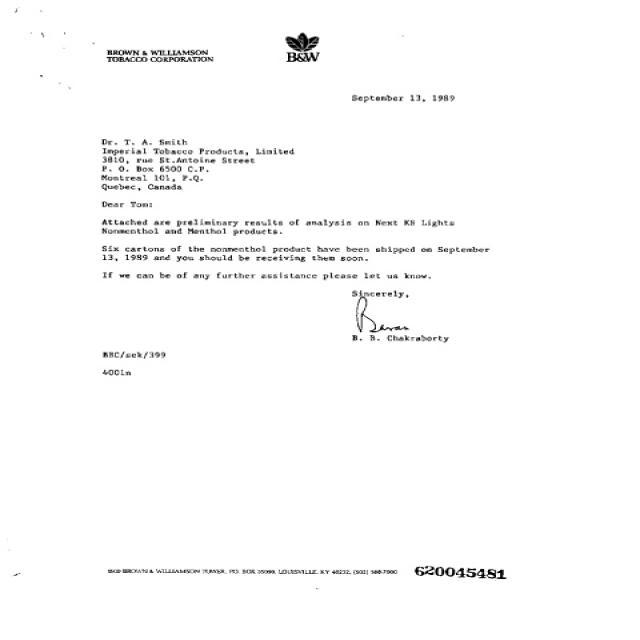 BROWN & WILLIAMSON
TOBACCO CORPORATION
B&W
September 13, 1989
Dr. T. A. Smith
Imperial Tobacco Products, Limited
3810, rue St.Antoine Street
P. O. Box 6500 C.P.
Montreal 101, P.Q.
Quebec, Canada
Dear Tom:
Attached are preliminary results of analysis on Next KS Lights
Nonmenthol and Menthol products.
Six cartons of the nonmenthol product have been shipped on September
13, 1989 and you should be receiving them soon.
If we can be of any further assistance please let us know.
Sincerely,
B. B. Chakraborty
BBC/sek/399
4001n
BROWN & WILLIAMSON TOWER, P.O. BOX 35090, LOUISVILLE, KY 40232, (502) 568-7000
620045481